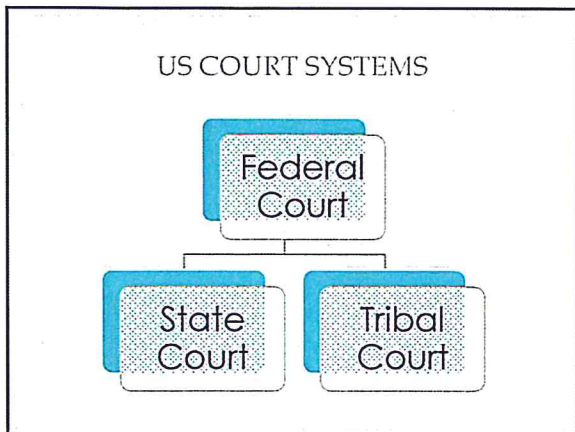 US COURT SYSTEMS
Federal
Court
State
Court
Tribal
Court